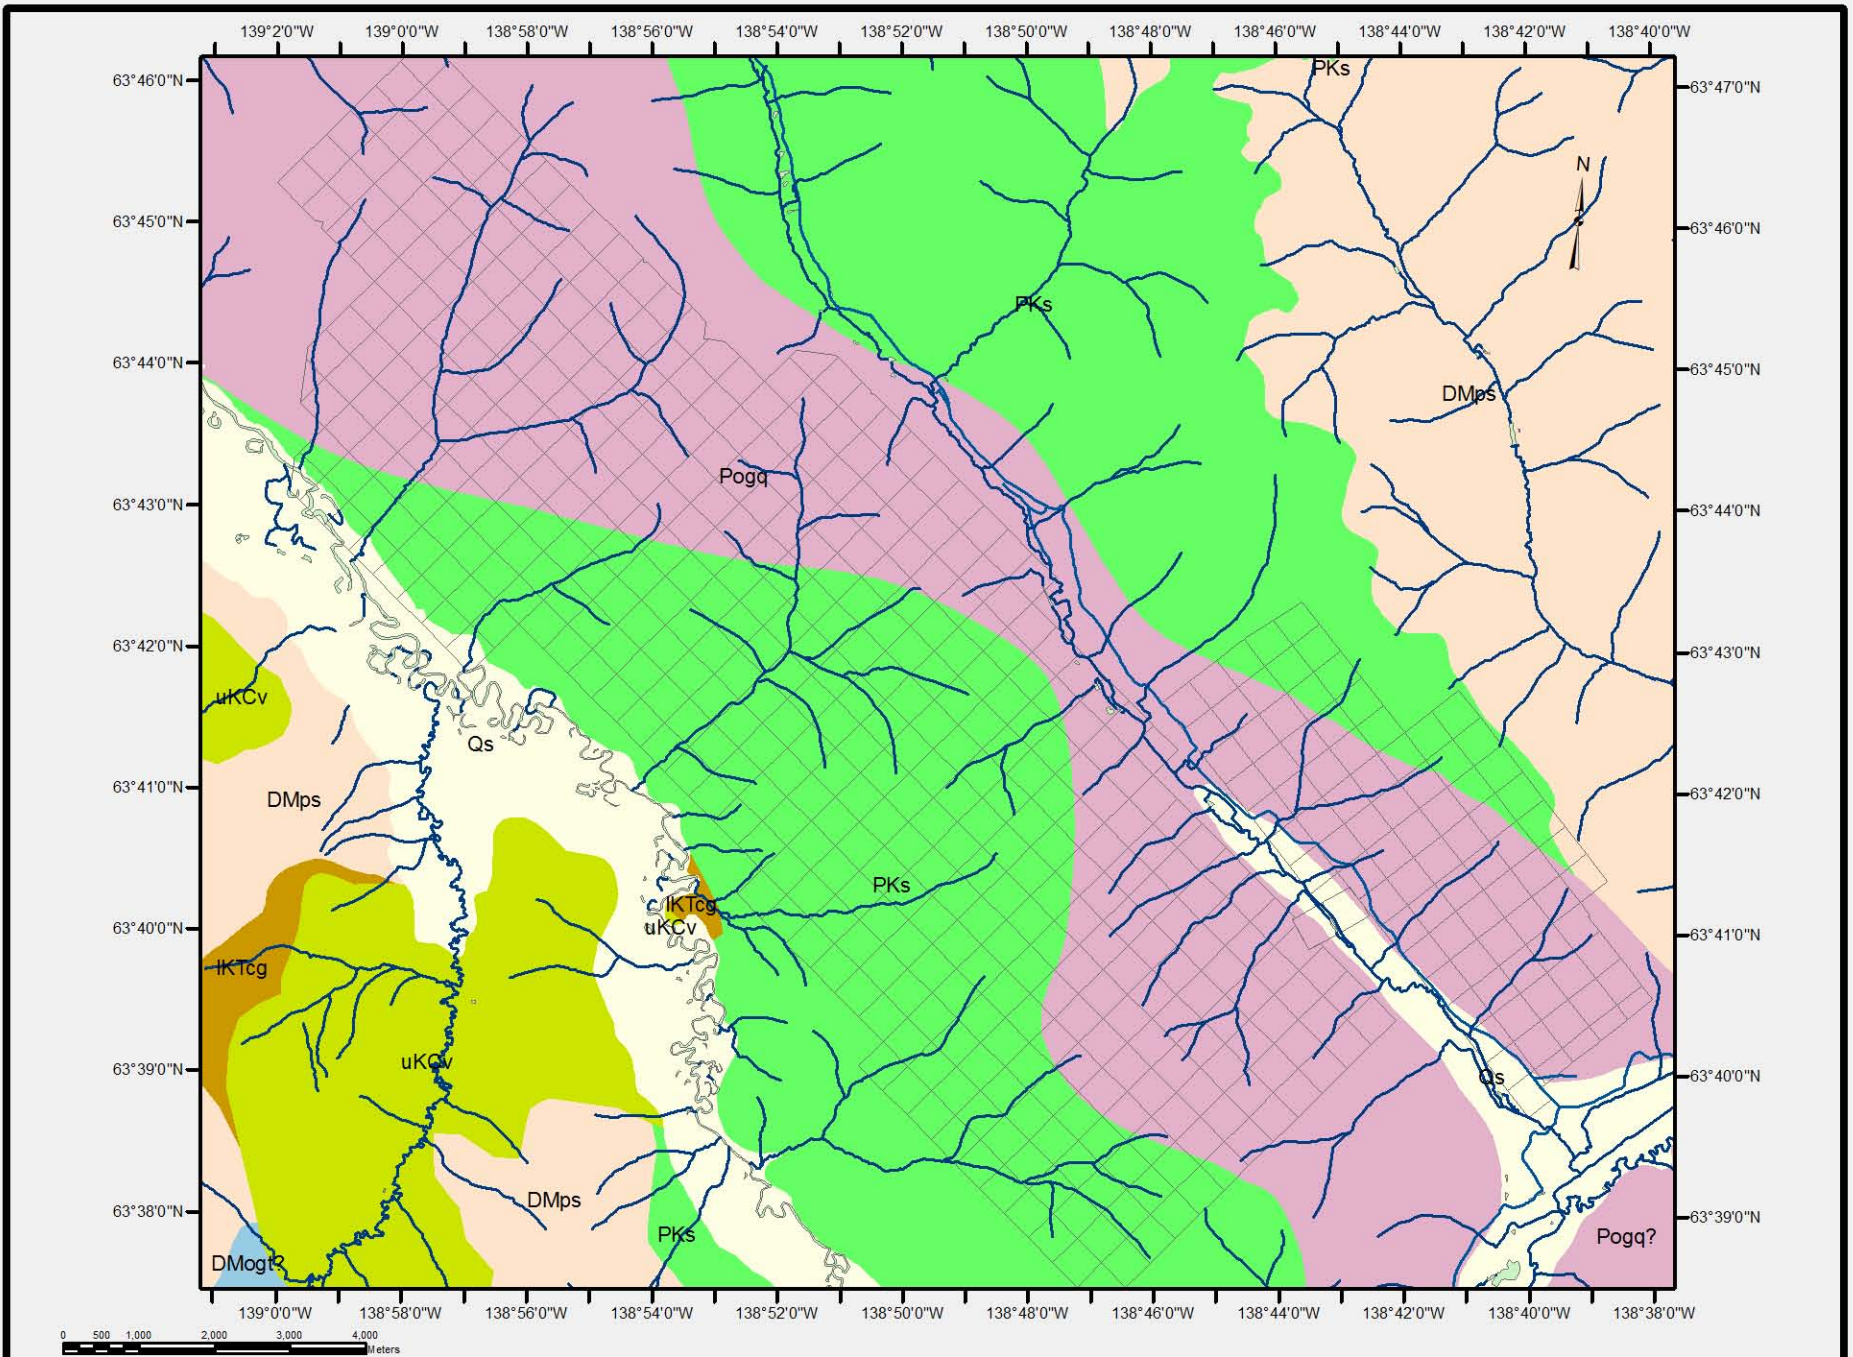 139°2'0"W 139°0'0"W 138°58'0"W 138°56'0"W 138°54'0"W 138°52'0"W 138°50'0"W 138°48'0"W 138°46'0"W 138°44'0"W 138°42'0"W 138°40'0"W
PKs
63°46'0"N
63°47'0"N
N
63°45'0"N
63°46'0"N
PKs
63°44'0"N
63°45'0"N
DMps
Pogq
63°43'0"N
63°44'0"N
63°42'0"N
63°43'0"N
uKCv
Qs
63°41'0"N
DMps
63°42'0"N
PKs
lKTcg
uKCv
63°40'0"N
63°41'0"N
lKTcg
uKCv
63°39'0"N
Qs
63°40'0"N
DMps
63°38'0"N
63°39'0"N
PKs
Pogq?
DMogt?
139°0'0"W 138°58'0"W 138°56'0"W 138°54'0"W 138°52'0"W 138°50'0"W 138°48'0"W 138°46'0"W 138°44'0"W 138°42'0"W 138°40'0"W 138°38'0"W
0 500 1,000 2,000 3,000 4,000
Meters